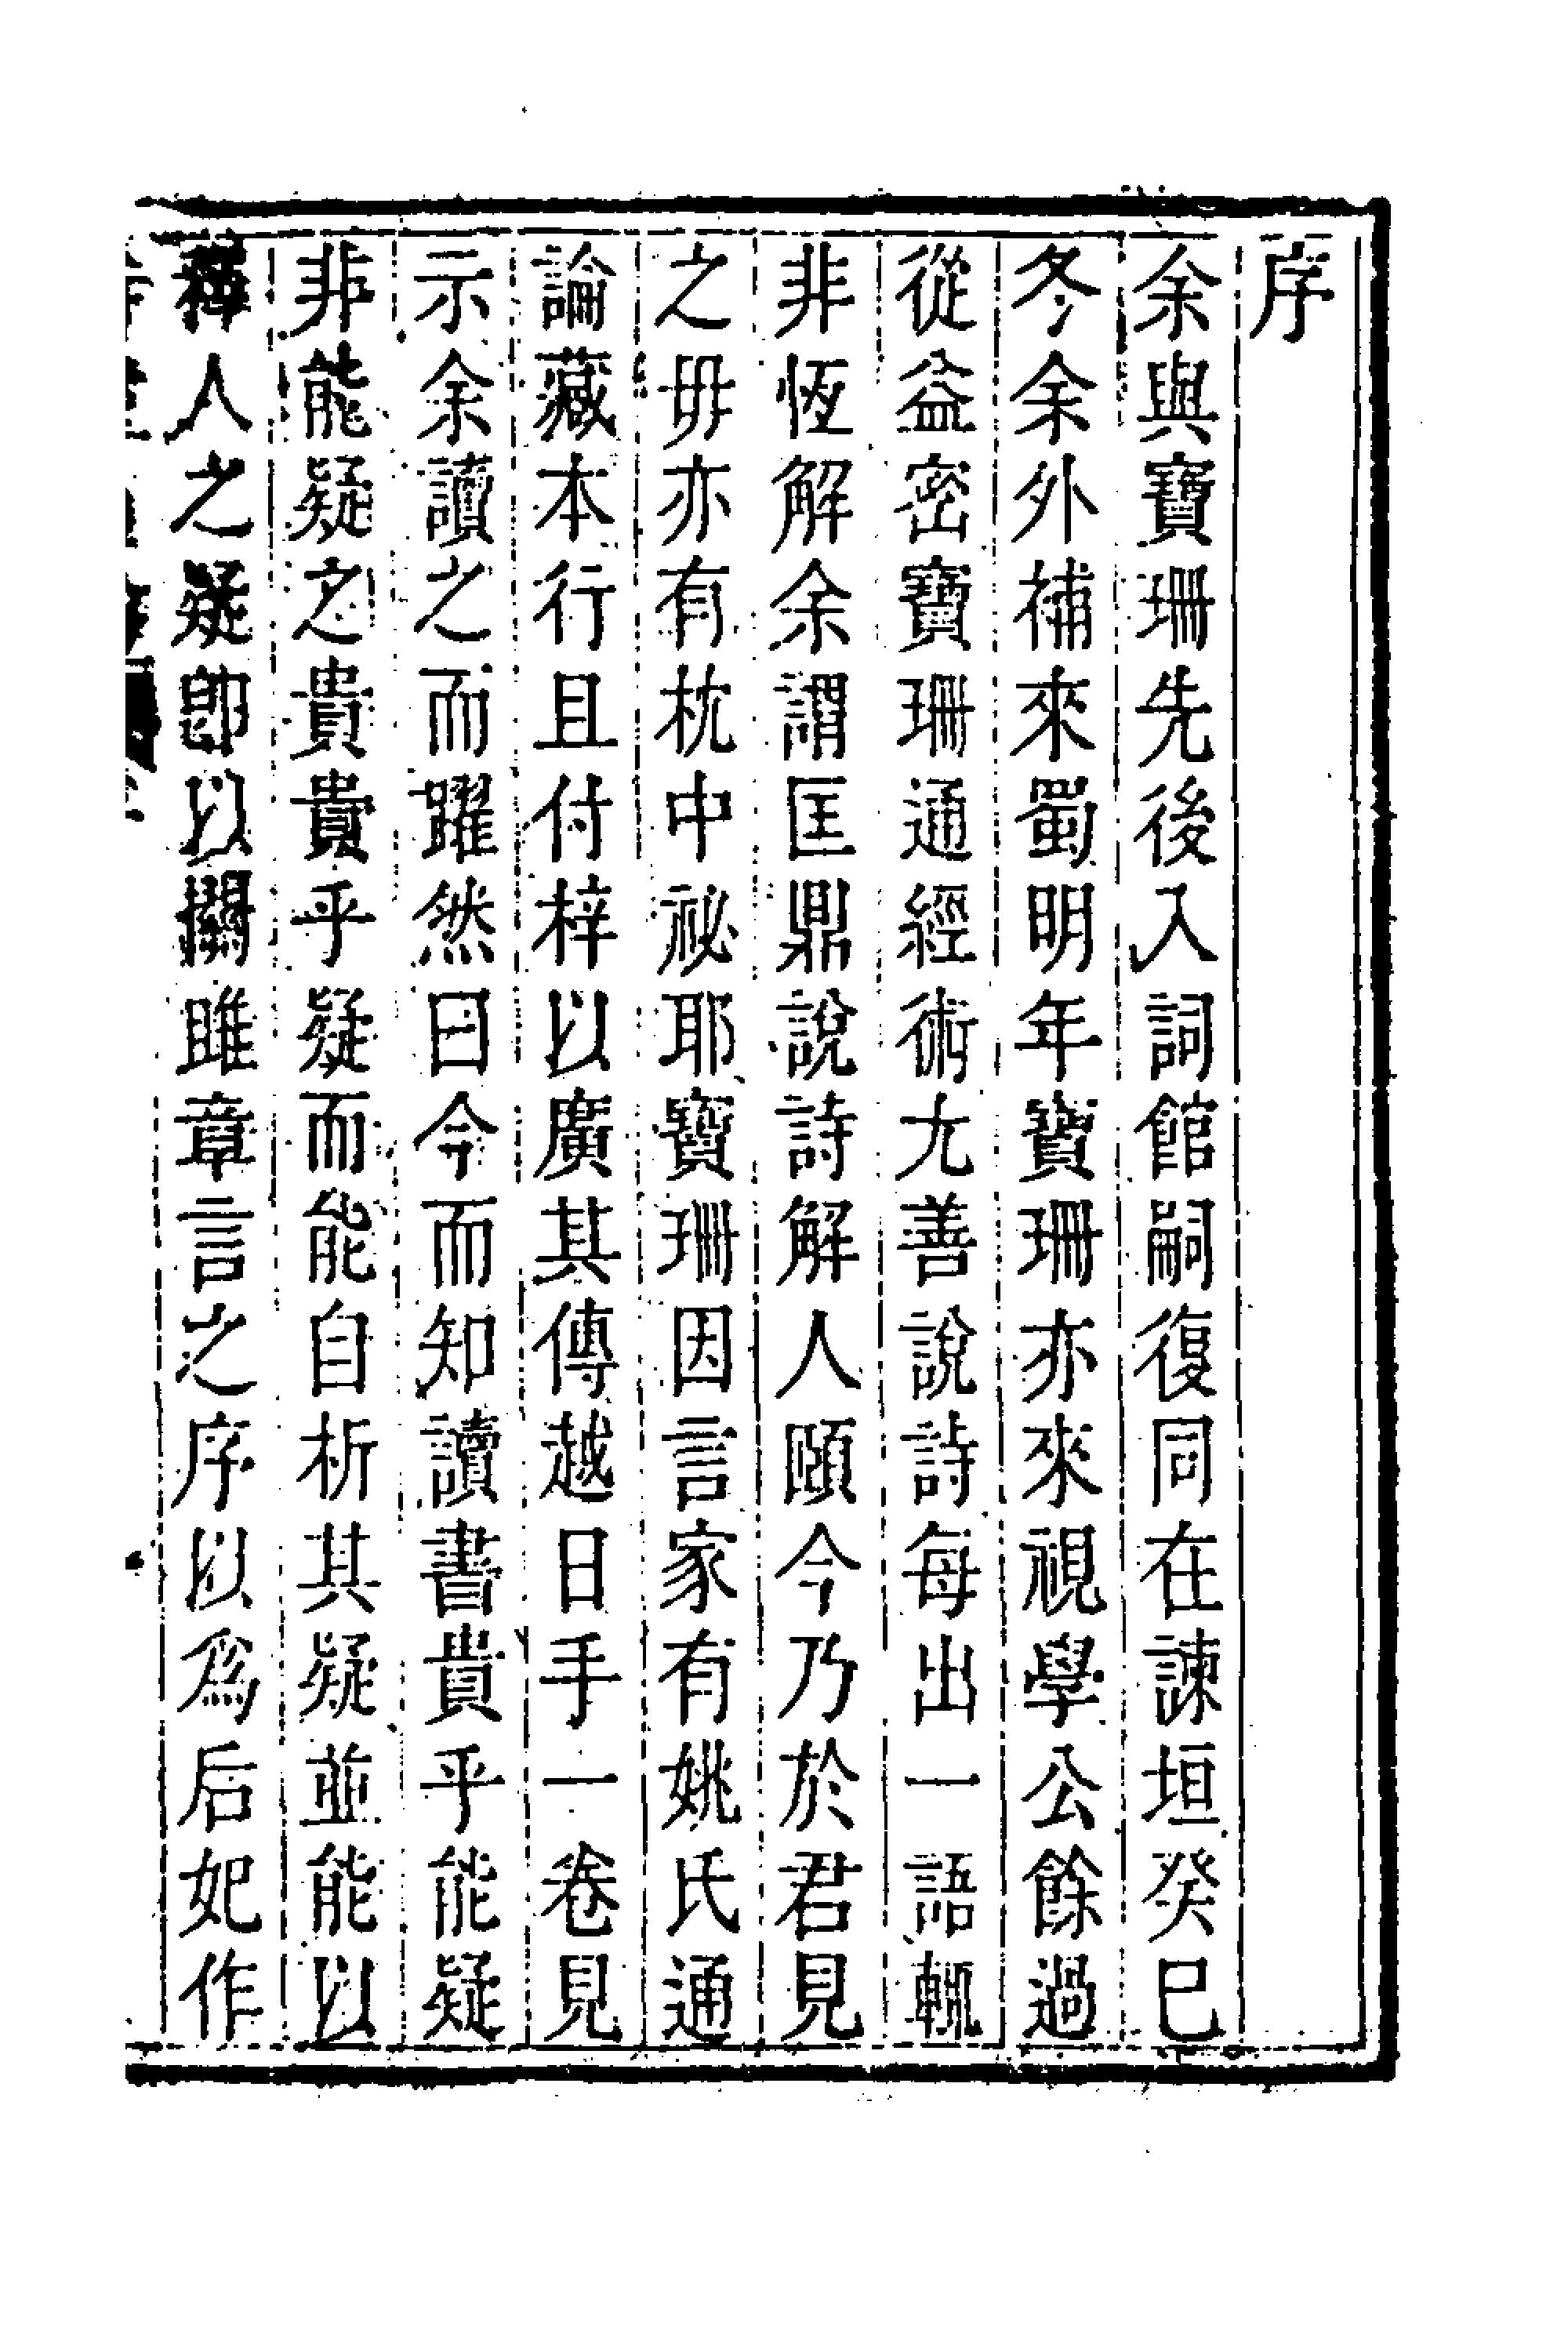 序
余與寶珊先後入詞館嗣復同在諫垣癸巳
冬余外補來蜀明年寶珊亦來視學公餘過
從益密寶珊通經術尢善說詩每出一語輒
非恆解余謂匡鼎說詩解人頤今乃於君見
之毋亦有枕中祕耶寶珊因言家有姚氏通
論藏本行且付梓以廣其傳越日手一卷見
示余讀之而躍然曰今而知讀書貴乎能疑
非能疑之貴貴乎疑而能自析其疑並能以
釋人之疑卽以關雎章言之序以爲后妃作